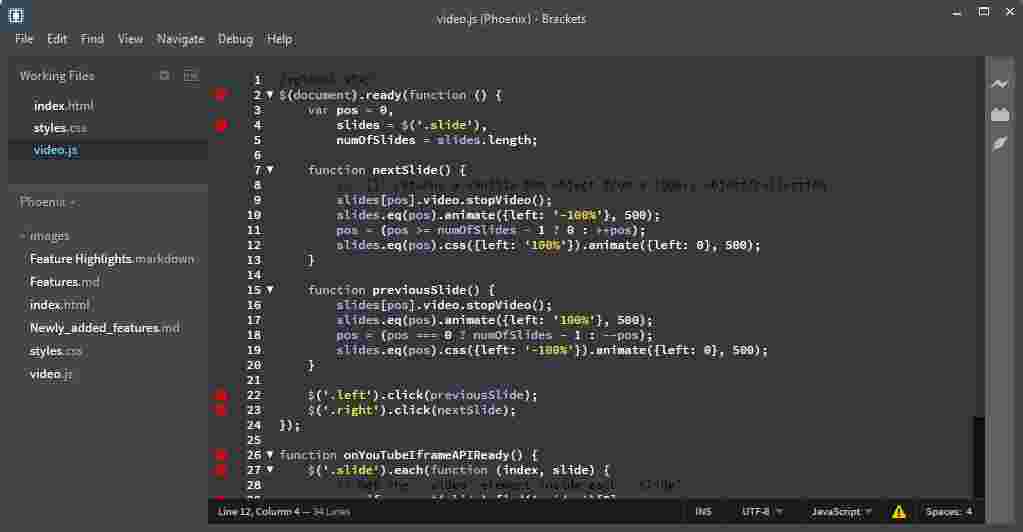 video.js (Phoenix) - Brackets
File Edit Find View Navigate Debug Help
Working Files
index.html
styles.css
video.js
Phoenix
images
Feature Highlights.markdown
Features.md
index.html
Newly_added_features.md
styles.css
video.js
1
2 $(document).ready(function () {
3 var pos = 0,
4 slides = $('.slide'),
5 numOfSlides = slides.length;
6
7 function nextSlide() {
8
9 slides[pos].video.stopVideo();
10 slides.eq(pos).animate({left: '-100%'}, 500);
11 pos = (pos >= numOfSlides - 1 ? 0 : ++pos);
12 slides.eq(pos).css({left: '100%'}).animate({left: 0}, 500);
13 }
14
15 function previousSlide() {
16 slides[pos].video.stopVideo();
17 slides.eq(pos).animate({left: '100%'}, 500);
18 pos = (pos === 0 ? numOfSlides - 1 : --pos);
19 slides.eq(pos).css({left: '-100%'}).animate({left: 0}, 500);
20 }
21
22 $('.left').click(previousSlide);
23 $('.right').click(nextSlide);
24 });
25
26 function onYouTubeIframeAPIReady() {
27 $('.slide').each(function (index, slide) {
28
Line 12, Column 4 — 34 Lines INS UTF-8 JavaScript Spaces: 4